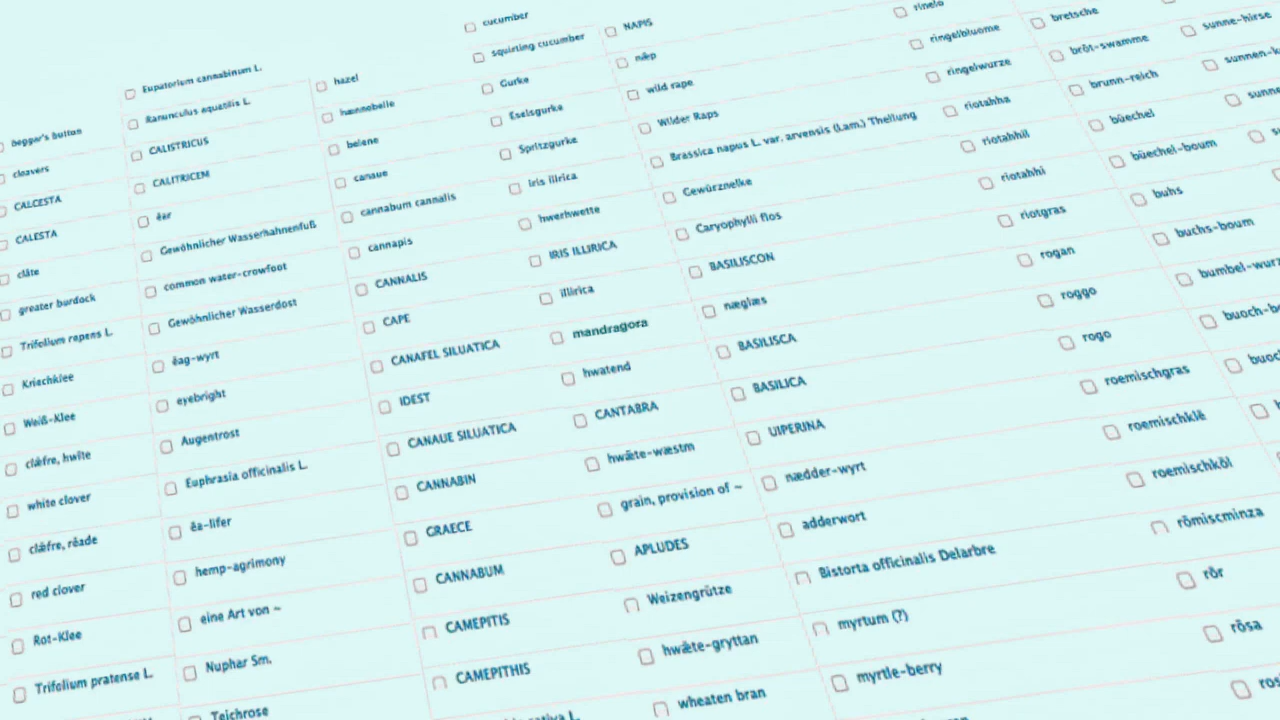 beggar's button
cleavers
CALCESTA
CALESTA
clāte
greater burdock
Trifolium repens L.
Kriechklee
Weiß-Klee
clǣfre, hwīte
white clover
clǣfre, rēade
red clover
Rot-Klee
Trifolium pratense L.
Eupatorium cannabinum L.
Ranunculus aquatilis L.
CALISTRICUS
CALITRICEM
ēar
Gewöhnlicher Wasserhahnenfuß
common water-crowfoot
Gewöhnlicher Wasserdost
ēag-wyrt
eyebright
Augentrost
Euphrasia officinalis L.
ēa-lifer
hemp-agrimony
eine Art von ~
Nuphar Sm.
Teichrose
hazel
hænnebelle
belene
canaue
cannabum cannalis
cannapis
CANNALIS
CAPE
CANAFEL SILUATICA
IDEST
CANAUE SILUATICA
CANNABIN
GRAECE
CANNABUM
CAMEPITIS
CAMEPITHIS
cucumber
squirting cucumber
Gurke
Eselsgurke
Spritzgurke
Iris illirica
hwerhwette
IRIS ILLIRICA
illirica
mandragora
hwatend
CANTABRA
hwǣte-wæstm
grain, provision of ~
APLUDES
Weizengrütze
hwǣte-gryttan
wheaten bran
NAPIS
nǣp
wild rape
Wilder Raps
Brassica napus L. var. arvensis (Lam.) Thellung
Gewürznelke
Caryophylli flos
BASILISCON
næglæs
BASILISCA
BASILICA
UIPERINA
nædder-wyrt
adderwort
Bistorta officinalis Delarbre
myrtum (?)
myrtle-berry
rinelo
ringelbluome
ringelwurze
riotahha
riotahhil
riotahhi
riotgras
rogan
roggo
rogo
roemischgras
roemischklē
roemischkōl
rōmiscminza
rōr
rōsa
bretsche
brōt-swamme
brunn-reich
büechel
büechel-boum
buhs
buchs-boum
sunne-hirse